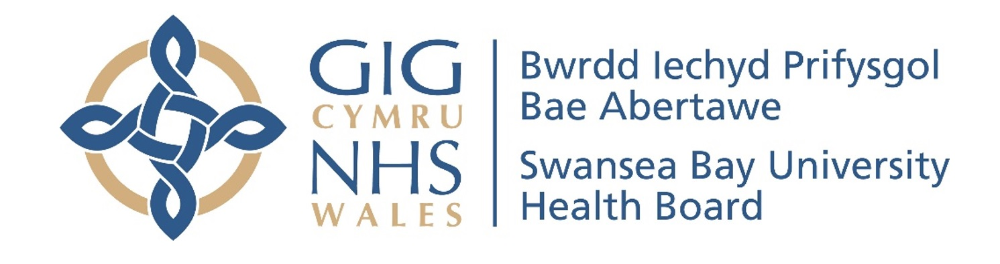 GIG
CYMRU
NHS
WALES
Bwrdd Iechyd Prifysgol
Bae Abertawe
Swansea Bay University
Health Board